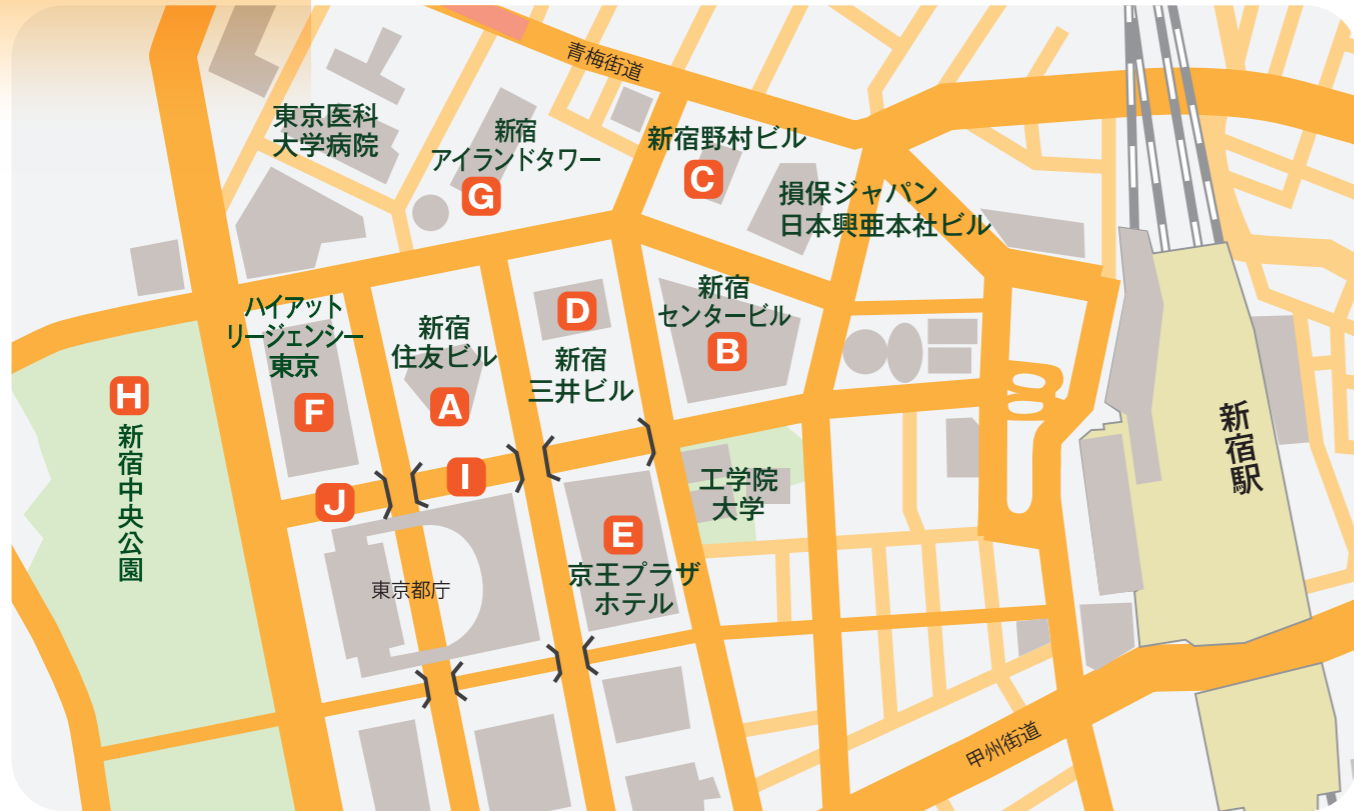 青梅街道
東京医科
大学病院
新宿
アイランドタワー
G
新宿野村ビル
C
損保ジャパン
日本興亜本社ビル
ハイアット
リージェンシー
東京
F
新宿
住友ビル
A
D
新宿
三井ビル
新宿
センタービル
B
H
新宿中央公園
J
I
E
京王プラザ
ホテル
工学院
大学
東京都庁
新宿駅
甲州街道